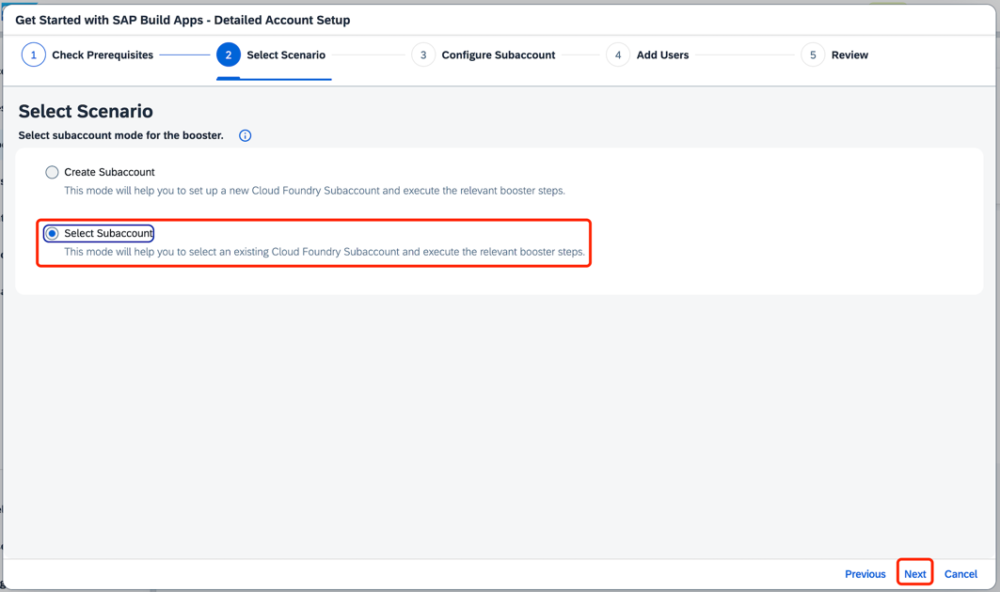 Get Started with SAP Build Apps - Detailed Account Setup
1 Check Prerequisites 2 Select Scenario 3 Configure Subaccount 4 Add Users 5 Review
Select Scenario
Select subaccount mode for the booster.
Create Subaccount
This mode will help you to set up a new Cloud Foundry Subaccount and execute the relevant booster steps.
Select Subaccount
This mode will help you to select an existing Cloud Foundry Subaccount and execute the relevant booster steps.
Previous Next Cancel